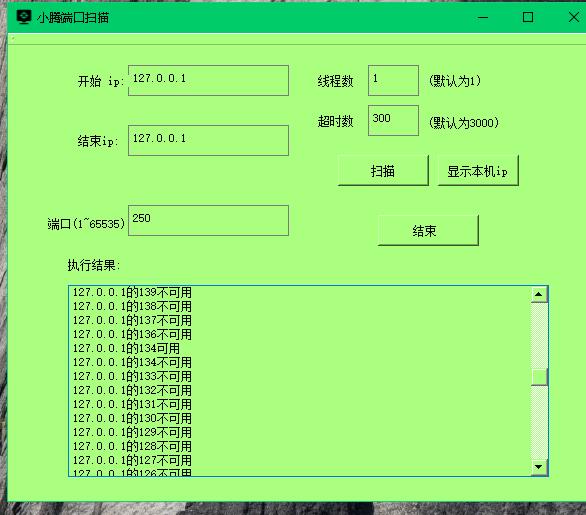 小腾端口扫描
开始 ip: 127.0.0.1 线程数 1 (默认为1)
超时数 300 (默认为3000)
结束ip: 127.0.0.1
扫描 显示本机ip
端口(1~65535) 250
结束
执行结果:
127.0.0.1的139不可用
127.0.0.1的138不可用
127.0.0.1的137不可用
127.0.0.1的136不可用
127.0.0.1的134可用
127.0.0.1的134不可用
127.0.0.1的133不可用
127.0.0.1的132不可用
127.0.0.1的131不可用
127.0.0.1的130不可用
127.0.0.1的129不可用
127.0.0.1的128不可用
127.0.0.1的127不可用
127.0.0.1的126不可用